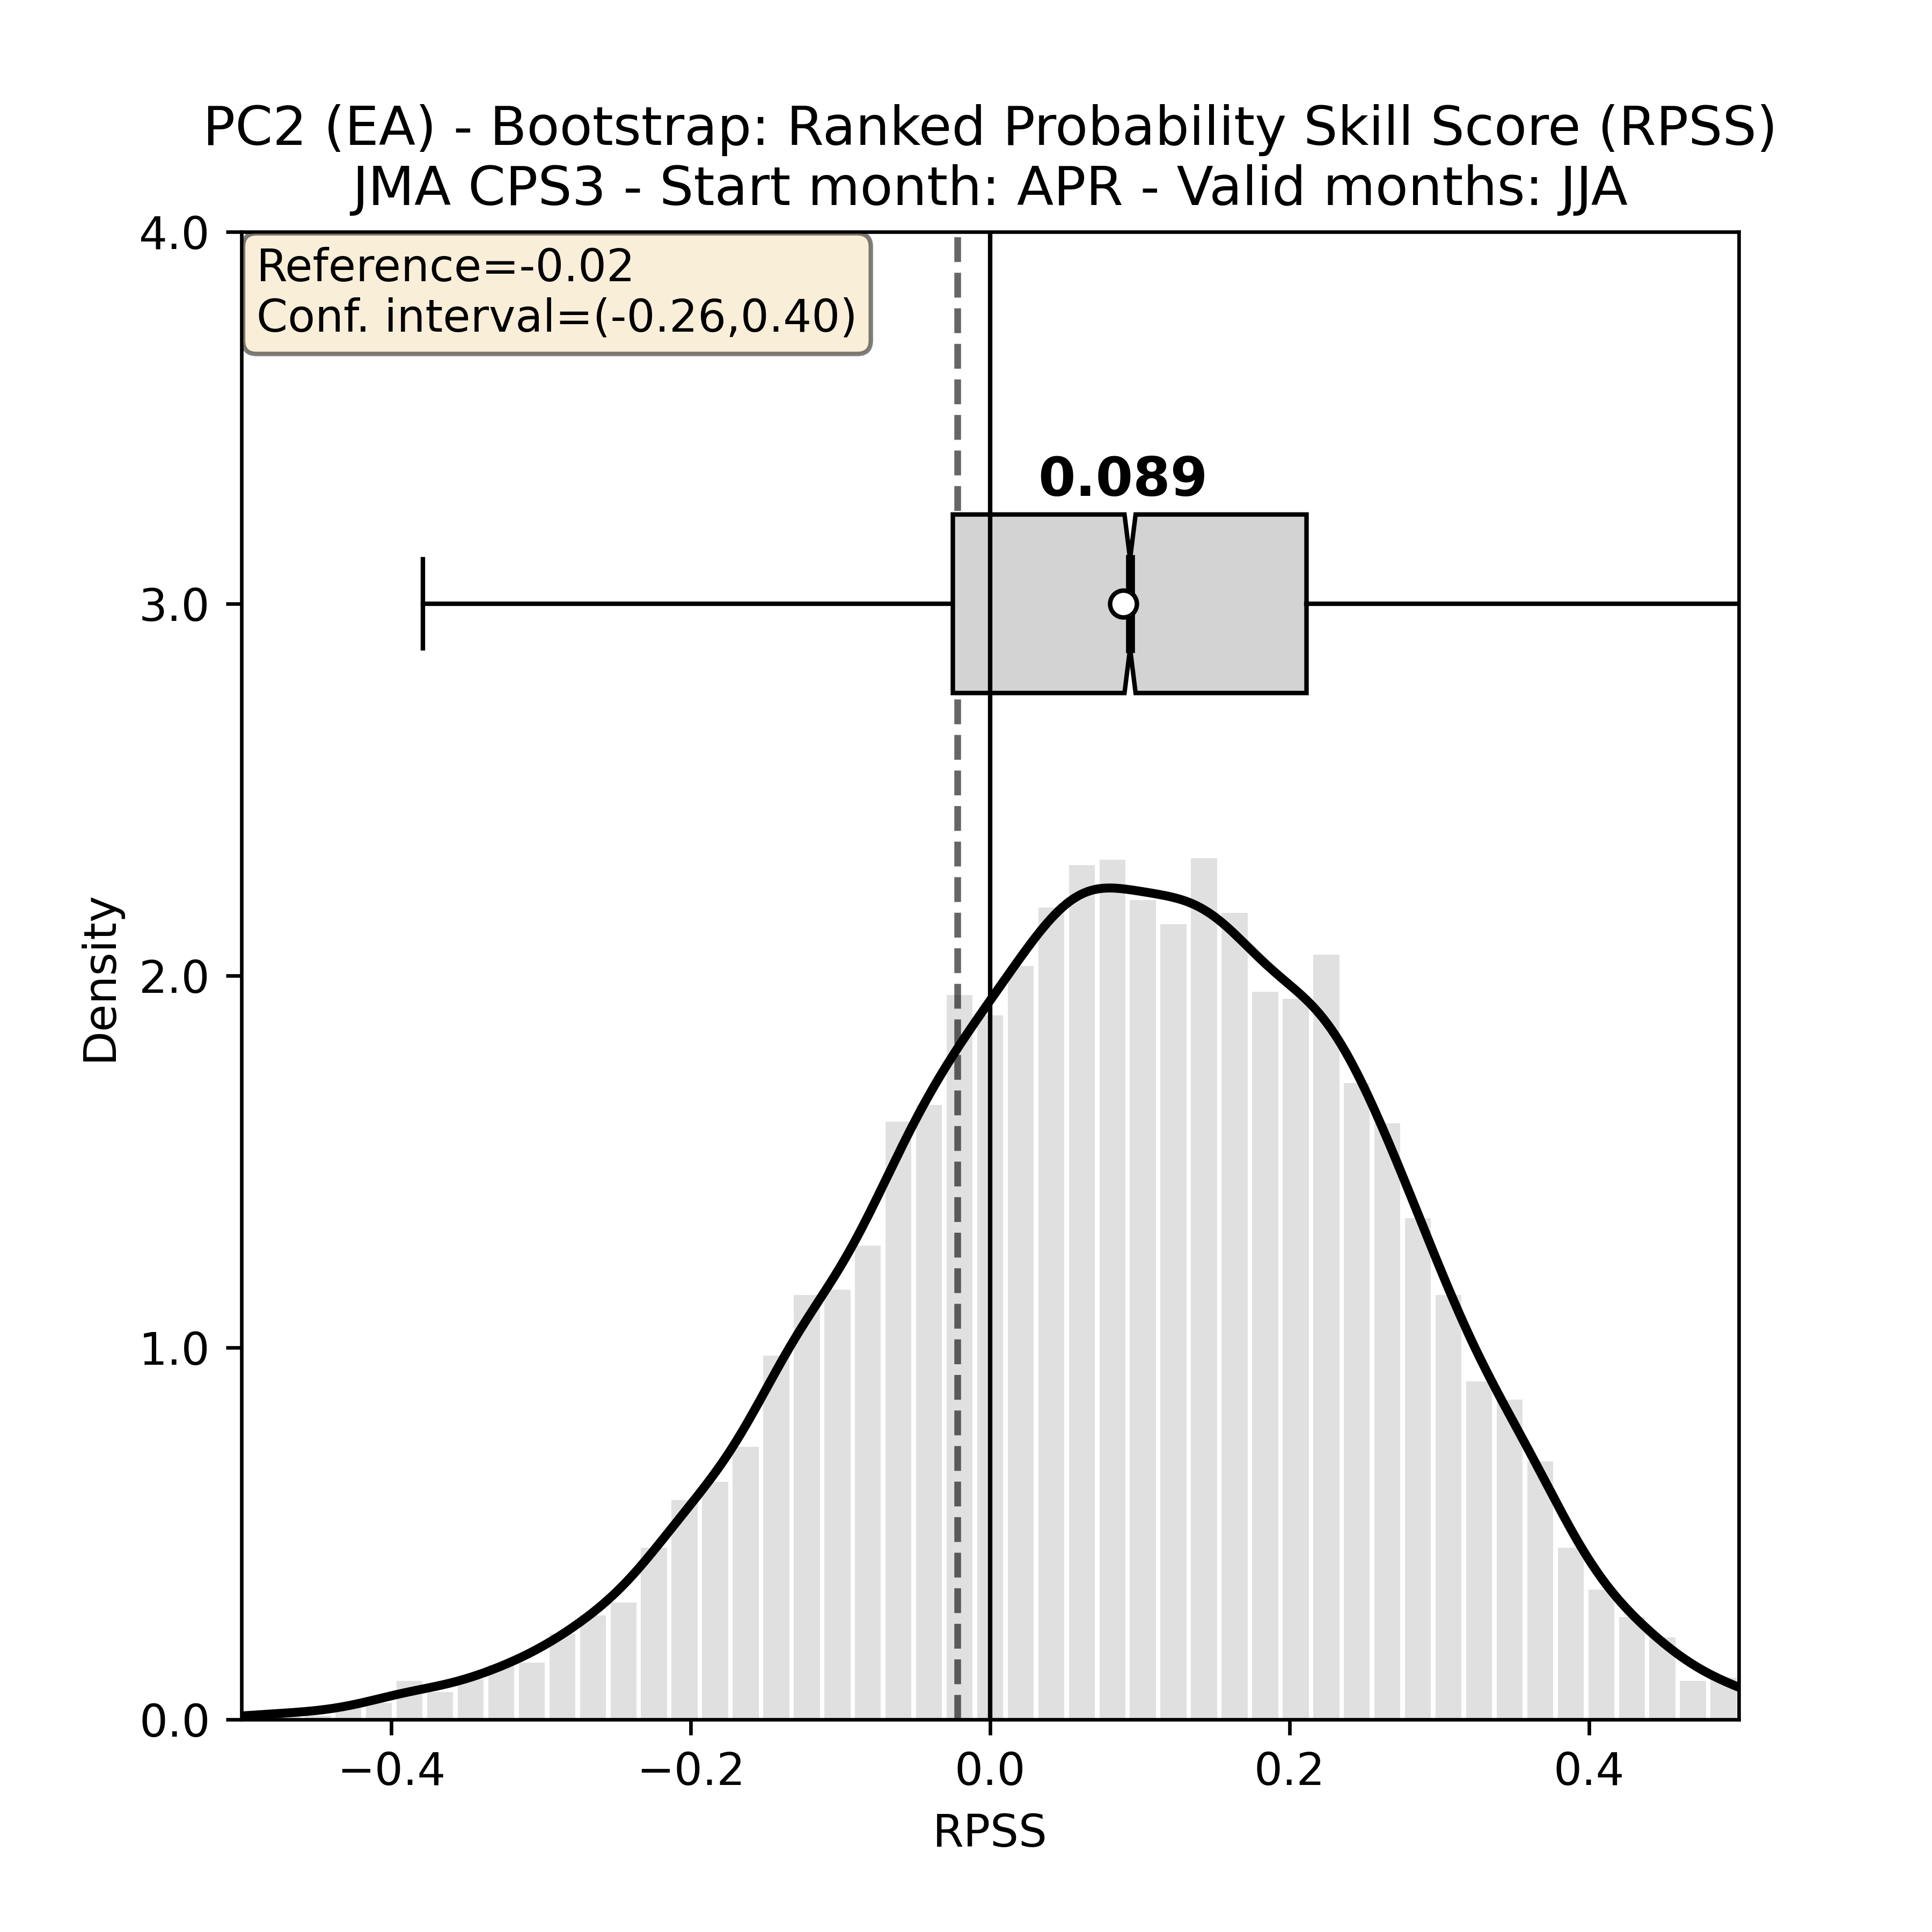 PC2 (EA) - Bootstrap: Ranked Probability Skill Score (RPSS)
JMA CPS3 - Start month: APR - Valid months: JJA
Reference=-0.02
Conf. interval=(-0.26,0.40)
0.089
4.0
3.0
2.0
1.0
0.0
Density
−0.4
−0.2
0.0
0.2
0.4
RPSS